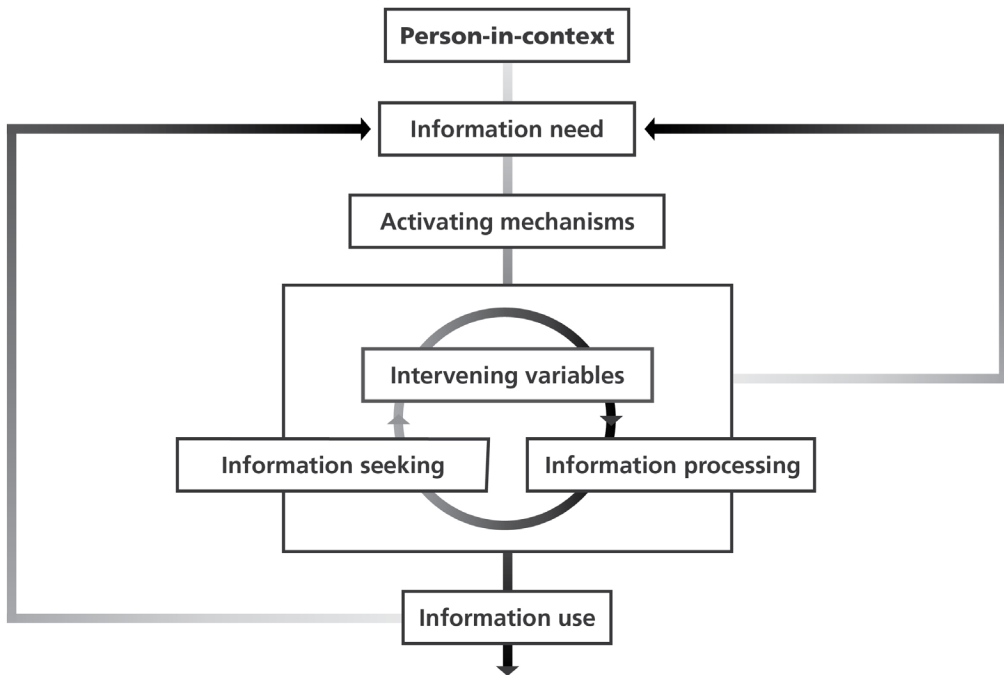 Person-in-context
Information need
Activating mechanisms
Intervening variables
Information seeking
Information processing
Information use